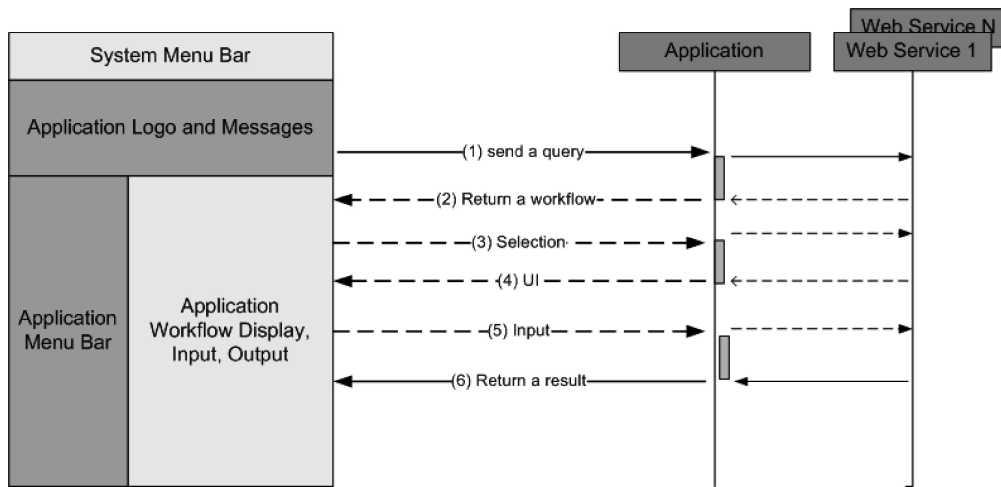 Web Service N
System Menu Bar
Application
Web Service 1
Application Logo and Messages
(1) send a query
(2) Return a workflow
(3) Selection
(4) UI
Application
Menu Bar
Application
Workflow Display,
Input, Output
(5) Input
(6) Return a result